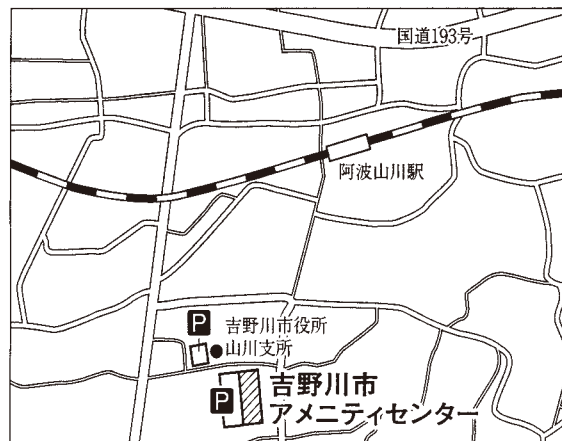 国道193号
阿波山川駅
P
吉野川市役所
山川支所
P
吉野川市
アメニティセンター